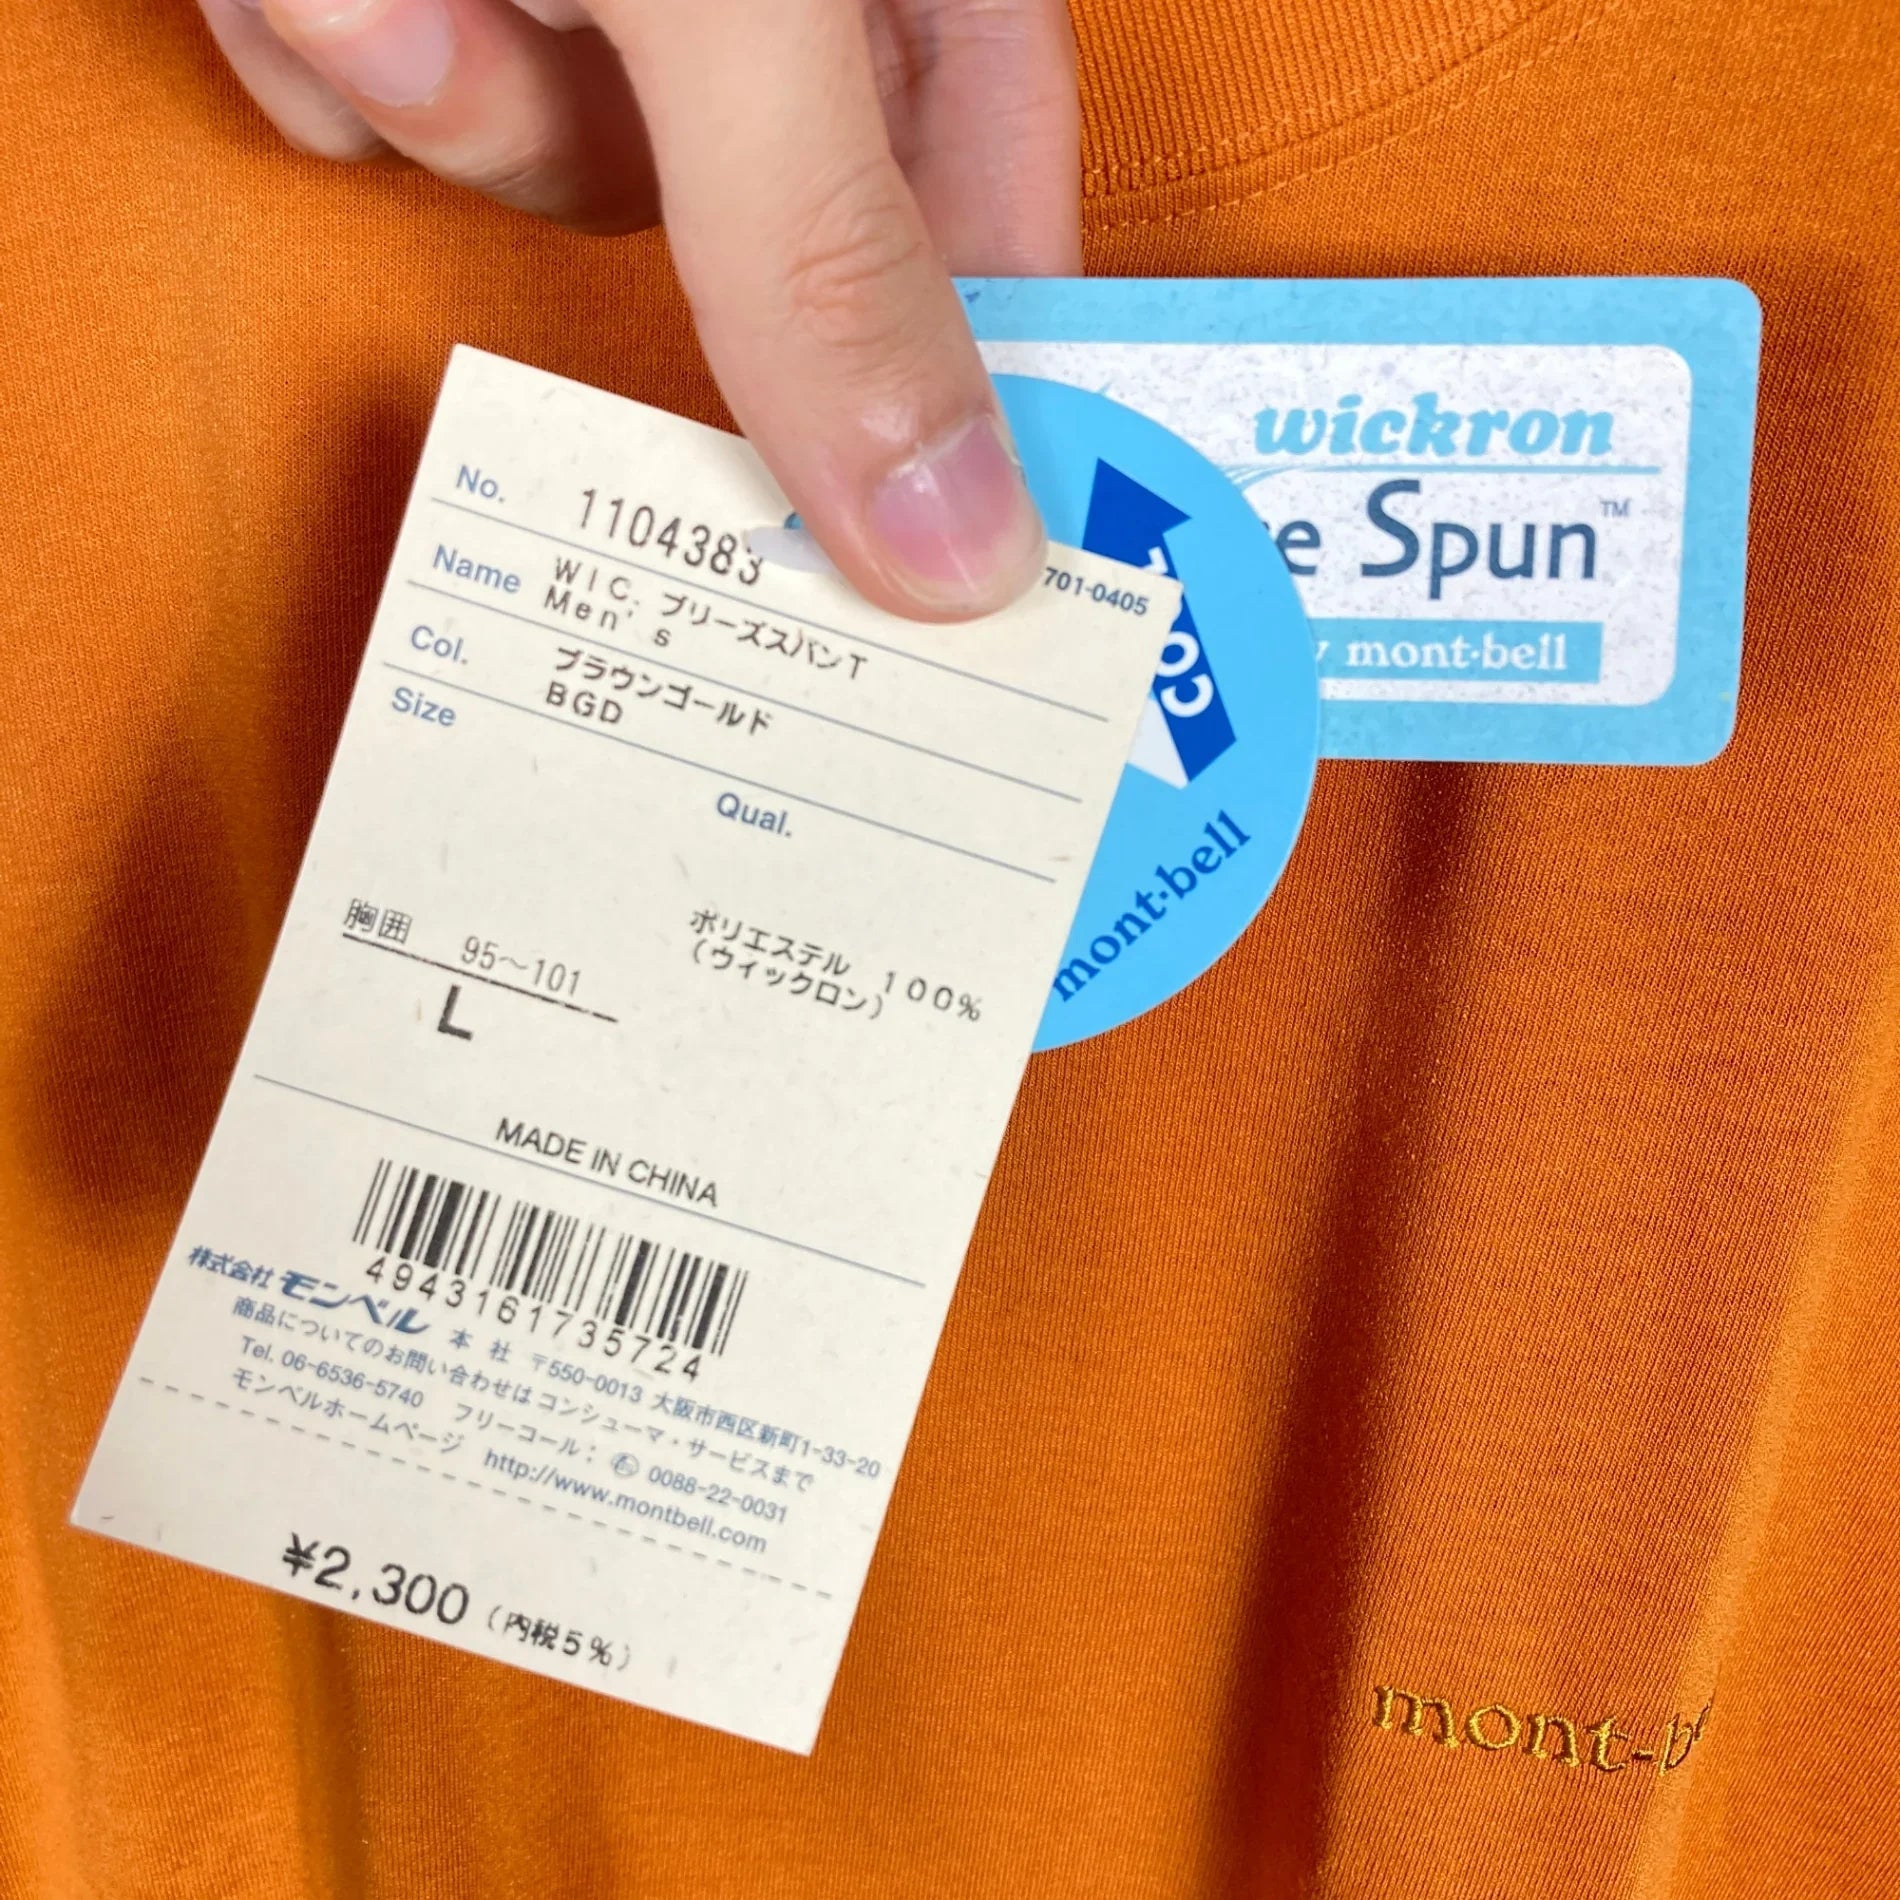 No. 1104383
701-0405
Name WIC. ブリーズスパンT
Men's
Col. ブラウンゴールド
BGD
Size
Qual.
胸囲 95~101
L
ポリエステル 100%
(ウィックロン)
MADE IN CHINA
4943161735724
株式会社 モンベル 本社 〒550-0013 大阪市西区新町1-33-20
商品についてのお問い合わせはコンシューマ・サービスまで
Tel. 06-6536-5740 フリーコール: 0088-22-0031
モンベルホームページ http://www.montbell.com
¥2,300 (内税5%)
wickron
Spun™
mont-bell
COOL
mont-bell